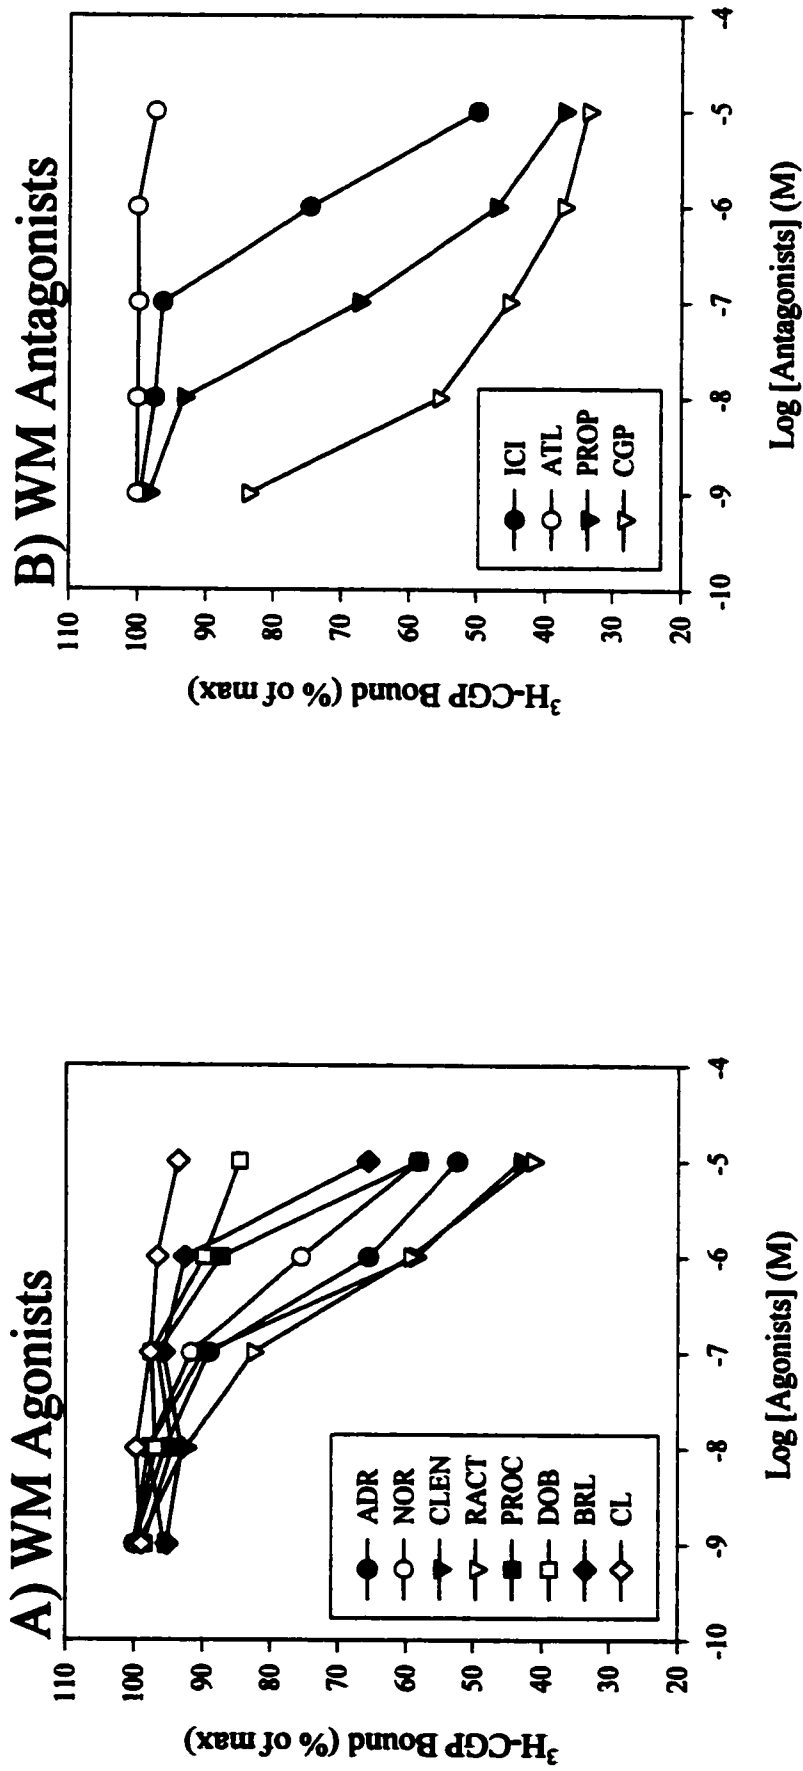 A) WM Agonists
110
100
90
80
70
60
50
40
30
20
³H-CGP Bound (% of max)
ADR
NOR
CLEN
RACT
PROC
DOB
BRL
CL
-10
-9
-8
-7
-6
-5
-4
Log [Agonists] (M)
B) WM Antagonists
110
100
90
80
70
60
50
40
30
20
³H-CGP Bound (% of max)
ICI
ATL
PROP
CGP
-10
-9
-8
-7
-6
-5
-4
Log [Antagonists] (M)